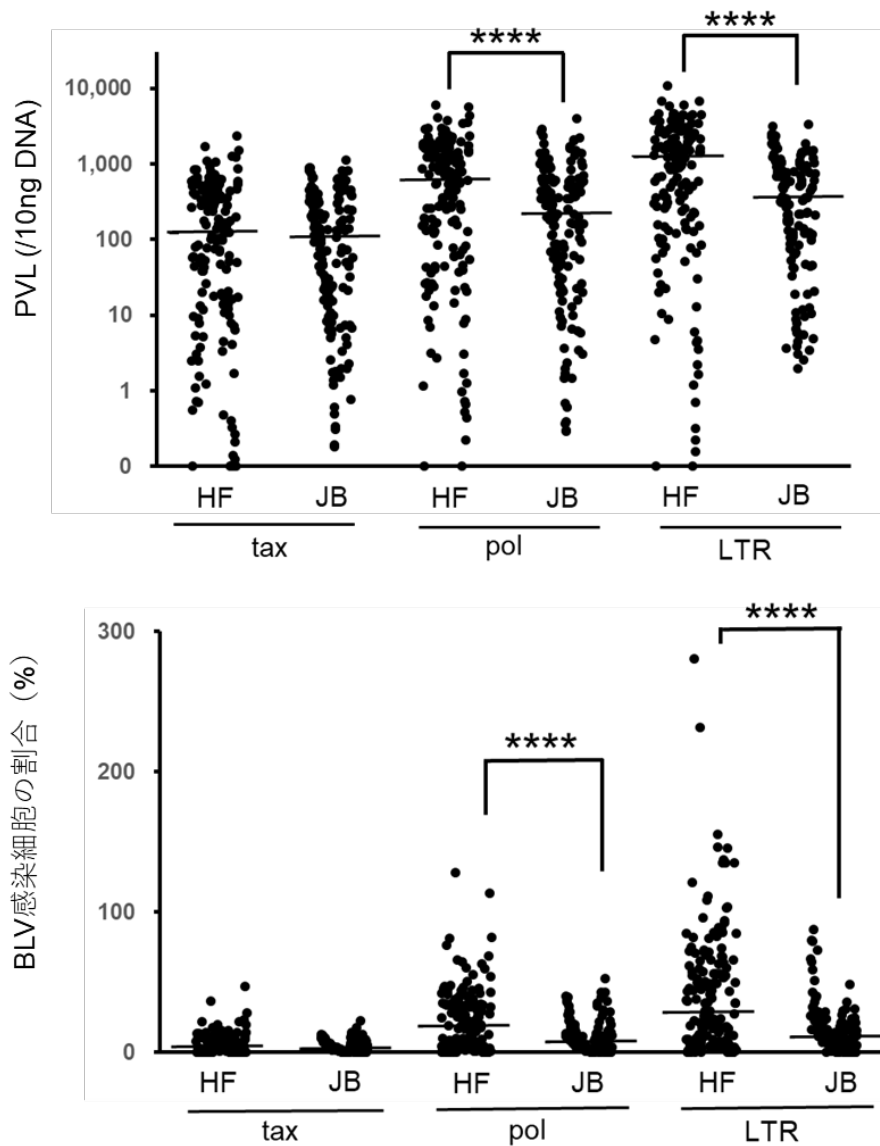 PVL (/10ng DNA)
10,000
1,000
100
10
1
0
****
****
HF JB HF JB HF JB
tax pol LTR
BLV感染細胞の割合（%）
300
200
100
0
****
****
HF JB HF JB HF JB
tax pol LTR